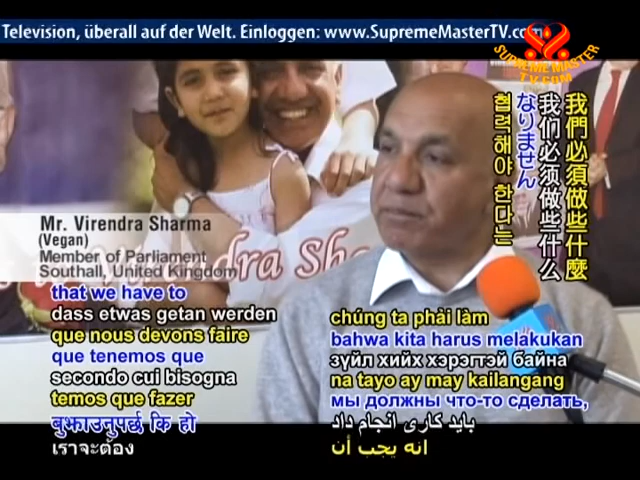 Television, überall auf der Welt. Einloggen: www.SupremeMasterTV.com
SUPREME MASTER
TV.COM
我們必須做些什麼
我们必须做些什么
なりません
협력해야 한다는
Mr. Virendra Sharma
(Vegan)
Member of Parliament
Southall, United Kingdom
that we have to
dass etwas getan werden
que nous devons faire
que tenemos que
secondo cui bisogna
temos que fazer
बुझाउनुपर्छ कि हो
เราจะต้อง
chúng ta phải làm
bahwa kita harus melakukan
зүйл хийх хэрэгтэй байна
na tayo ay may kailangang
мы должны что-то сделать,
باید کاری انجام داد
انه يجب أن